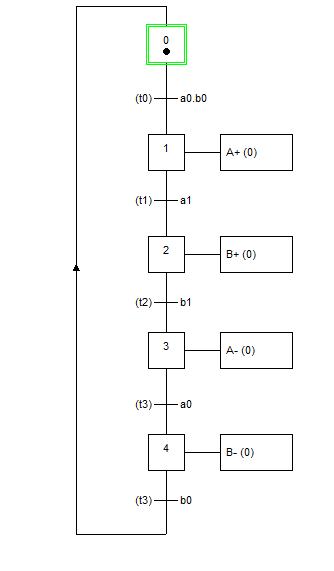 0
(t0) a0.b0
1 A+ (0)
(t1) a1
2 B+ (0)
(t2) b1
3 A- (0)
(t3) a0
4 B- (0)
(t3) b0